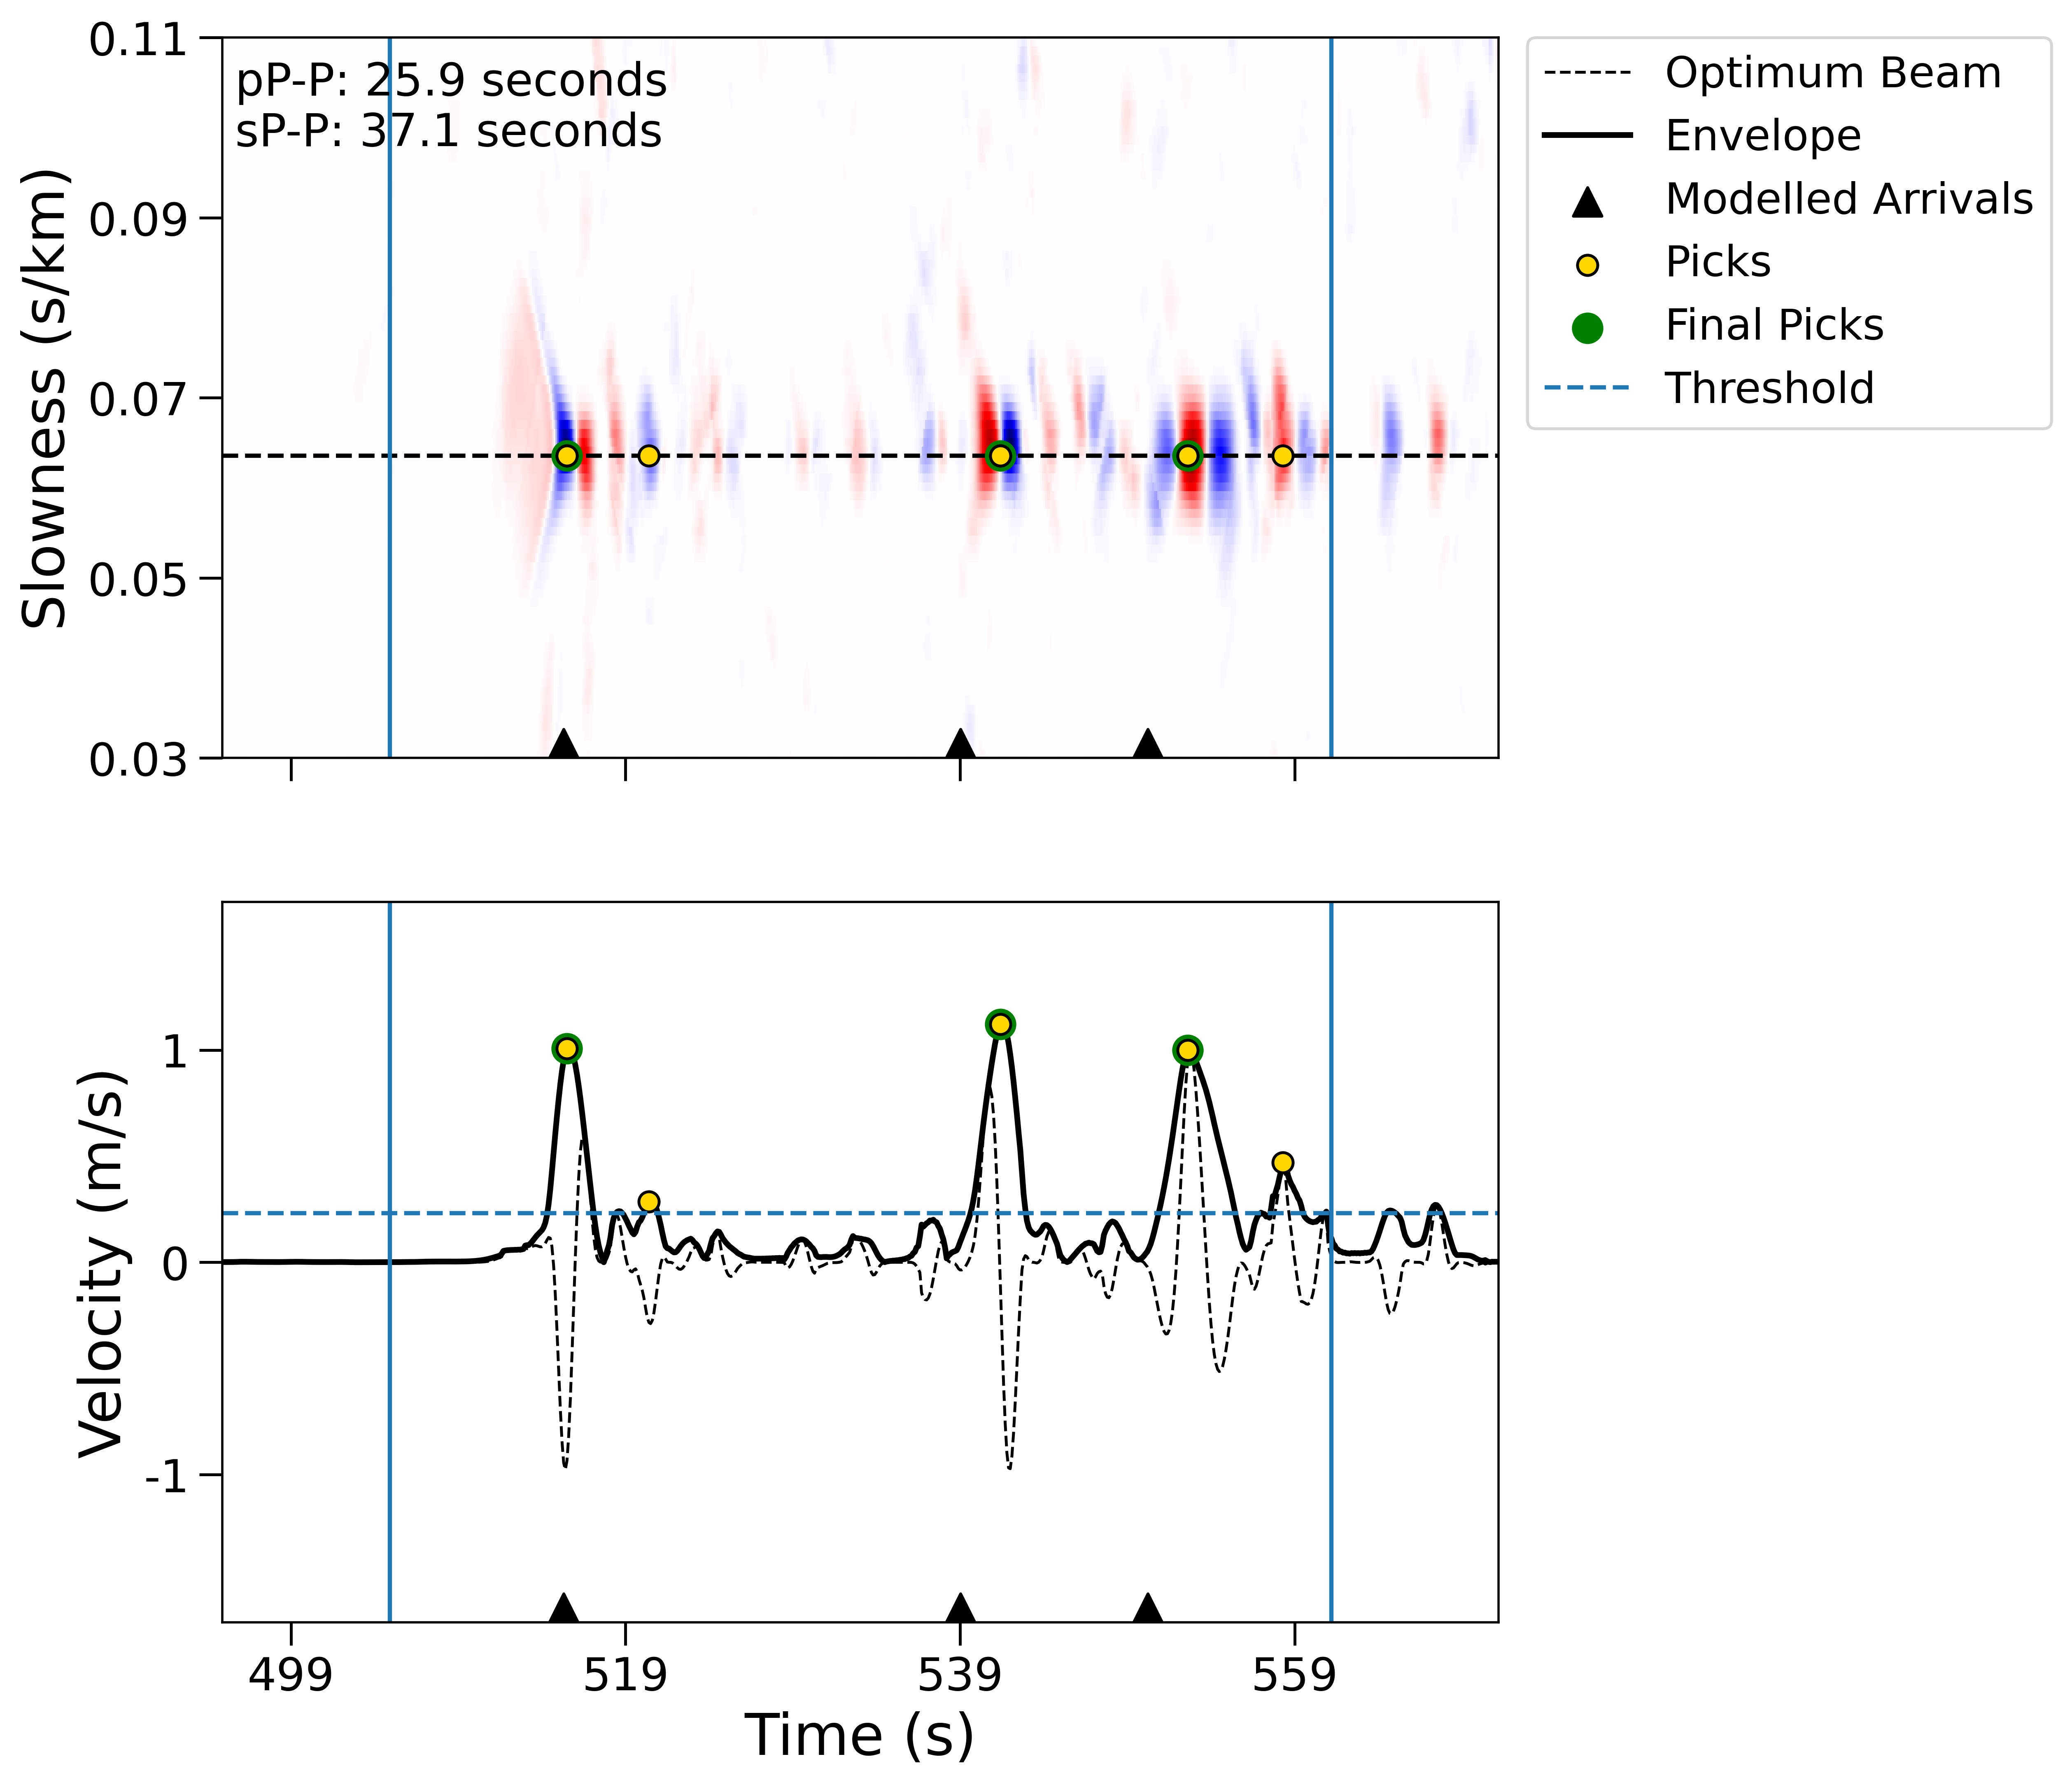 0.11
pP-P: 25.9 seconds
sP-P: 37.1 seconds
0.09
0.07
0.05
0.03
Slowness (s/km)
Optimum Beam
Envelope
Modelled Arrivals
Picks
Final Picks
Threshold
1
0
-1
Velocity (m/s)
499 519 539 559
Time (s)